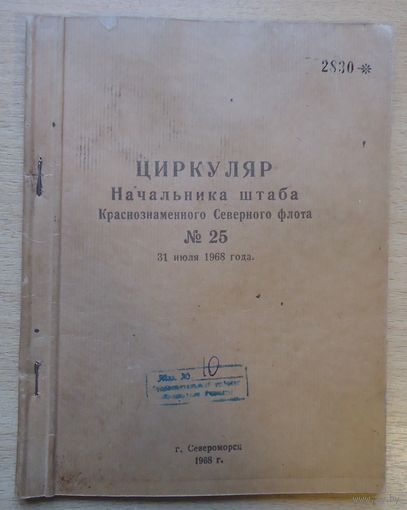 2830-*
ЦИРКУЛЯР
Начальника штаба
Краснознаменного Северного флота
№ 25
31 июля 1968 года.
10
г. Североморск
1968 г.